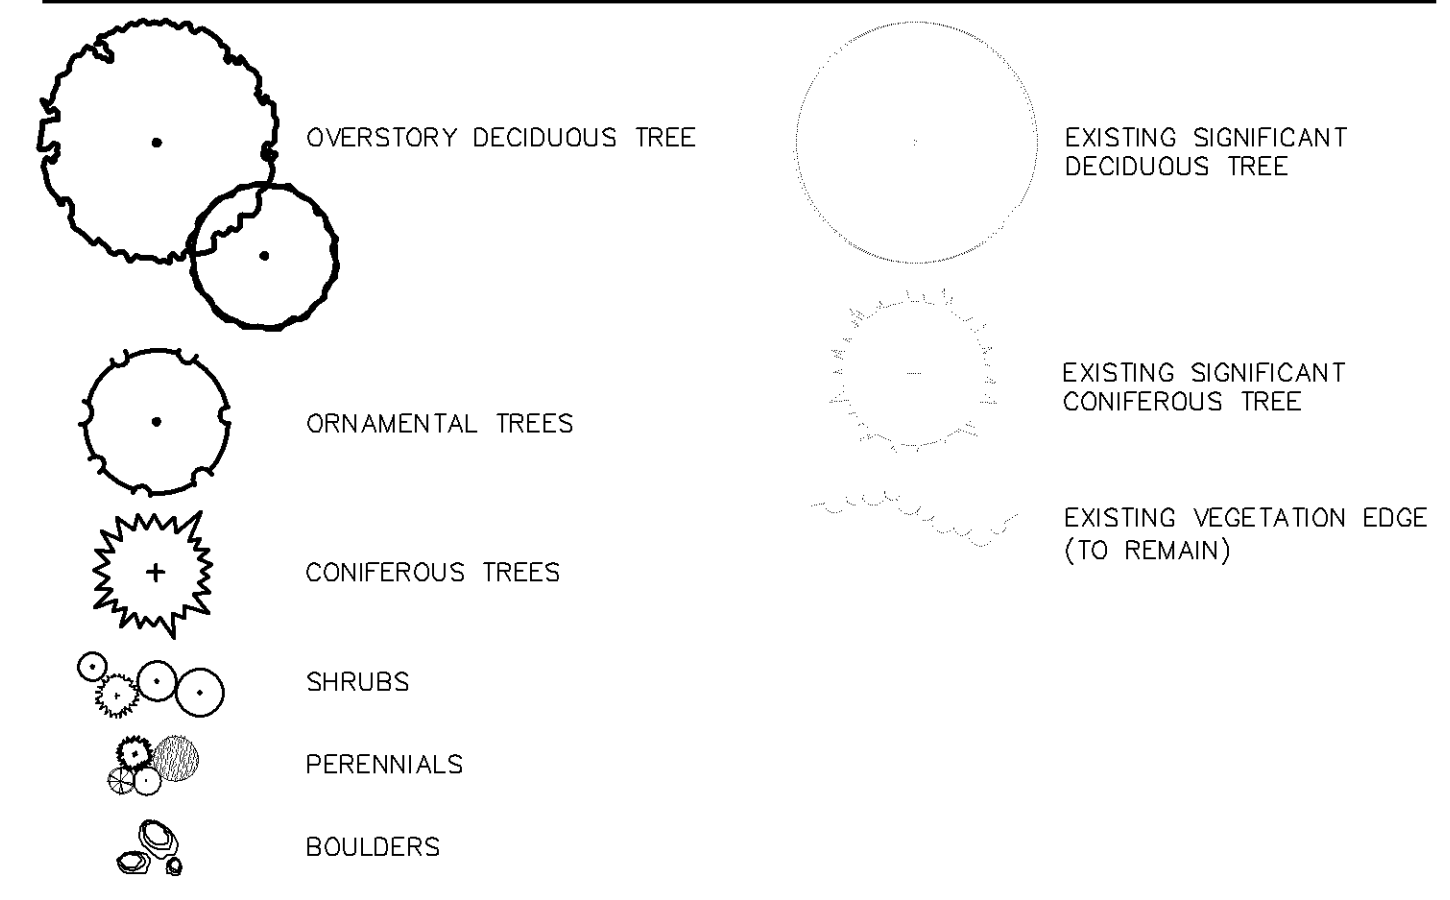 OVERSTORY DECIDUOUS TREE
ORNAMENTAL TREES
CONIFEROUS TREES
SHRUBS
PERENNIALS
BOULDERS
EXISTING SIGNIFICANT
DECIDUOUS TREE
EXISTING SIGNIFICANT
CONIFEROUS TREE
EXISTING VEGETATION EDGE
(TO REMAIN)